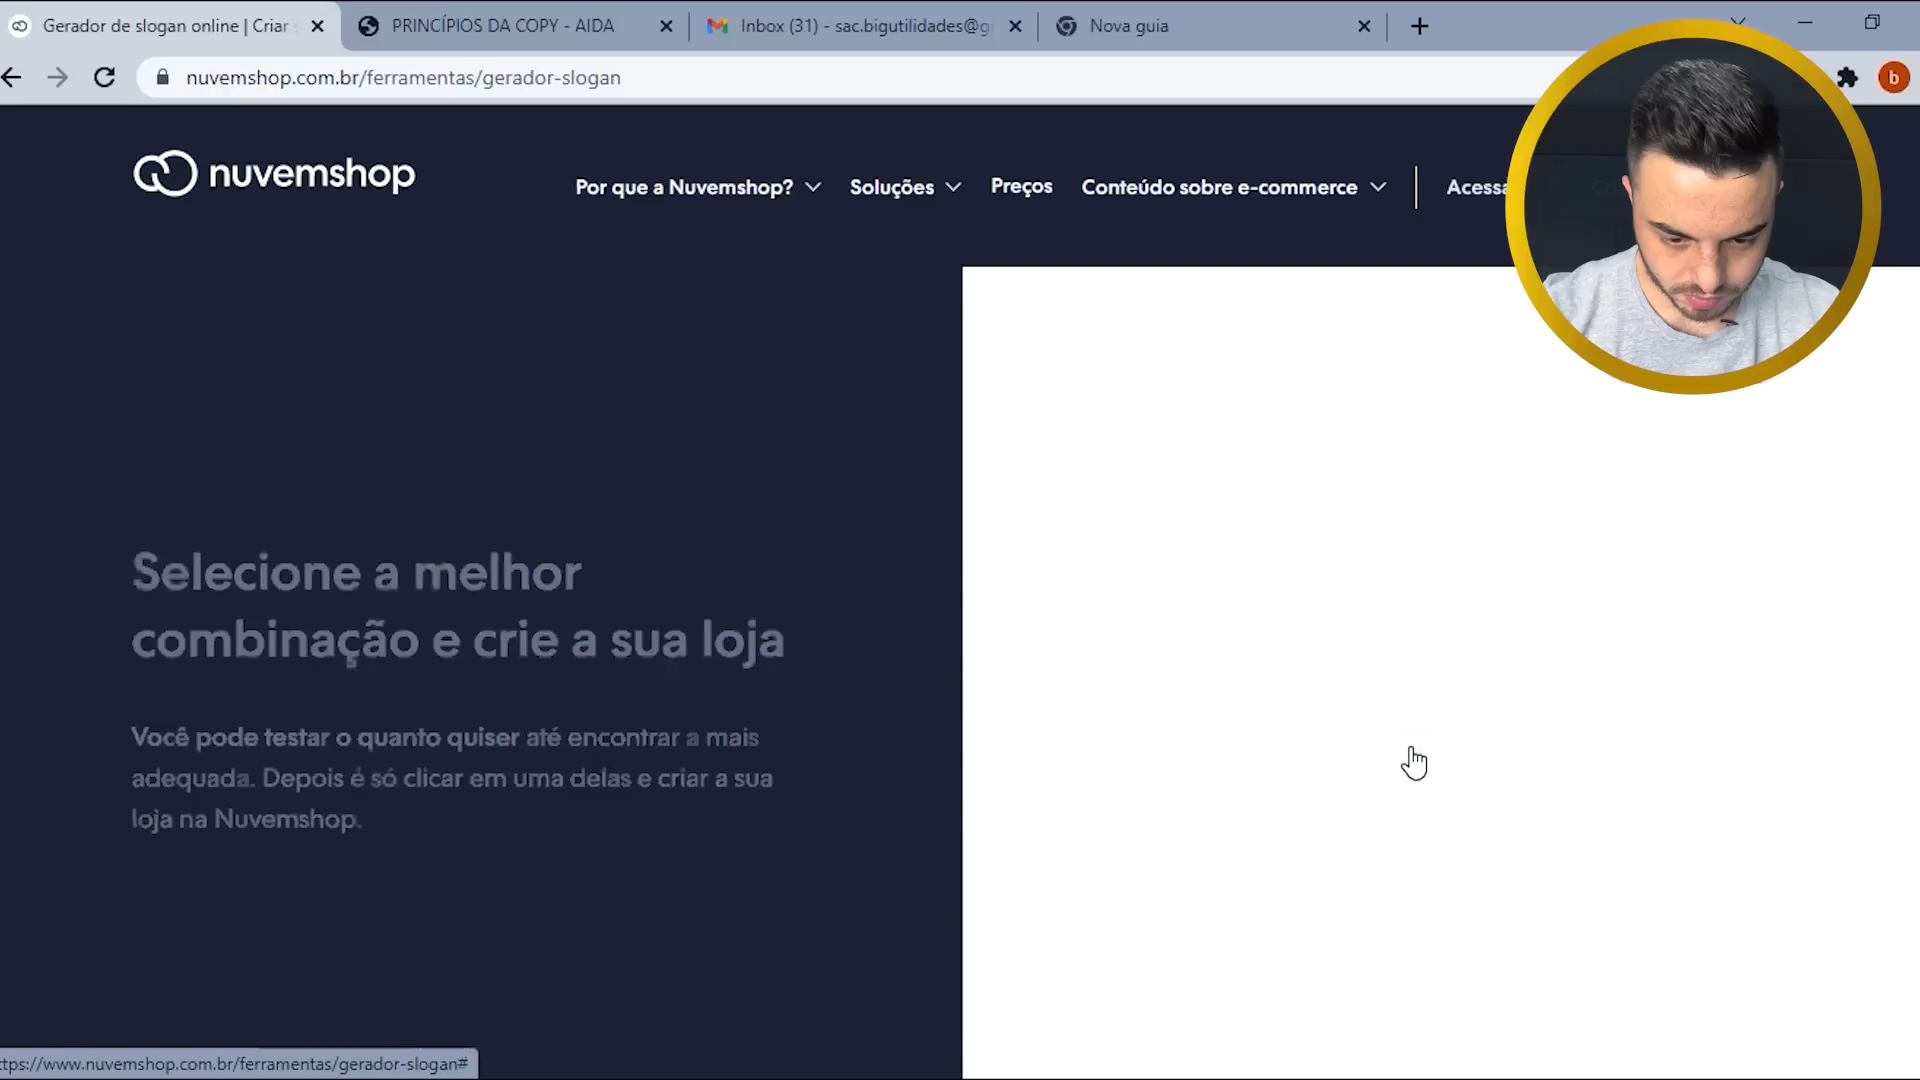 Gerador de slogan online | Criar
PRINCÍPIOS DA COPY - AIDA
Inbox (31) - sac.bigutilidades@g
Nova guia
nuvemshop.com.br/ferramentas/gerador-slogan
b
nuvemshop
Por que a Nuvemshop?
Soluções
Preços
Conteúdo sobre e-commerce
Acessa
Selecione a melhor
combinação e crie a sua loja
Você pode testar o quanto quiser até encontrar a mais
adequada. Depois é só clicar em uma delas e criar a sua
loja na Nuvemshop.
ttps://www.nuvemshop.com.br/ferramentas/gerador-slogan#